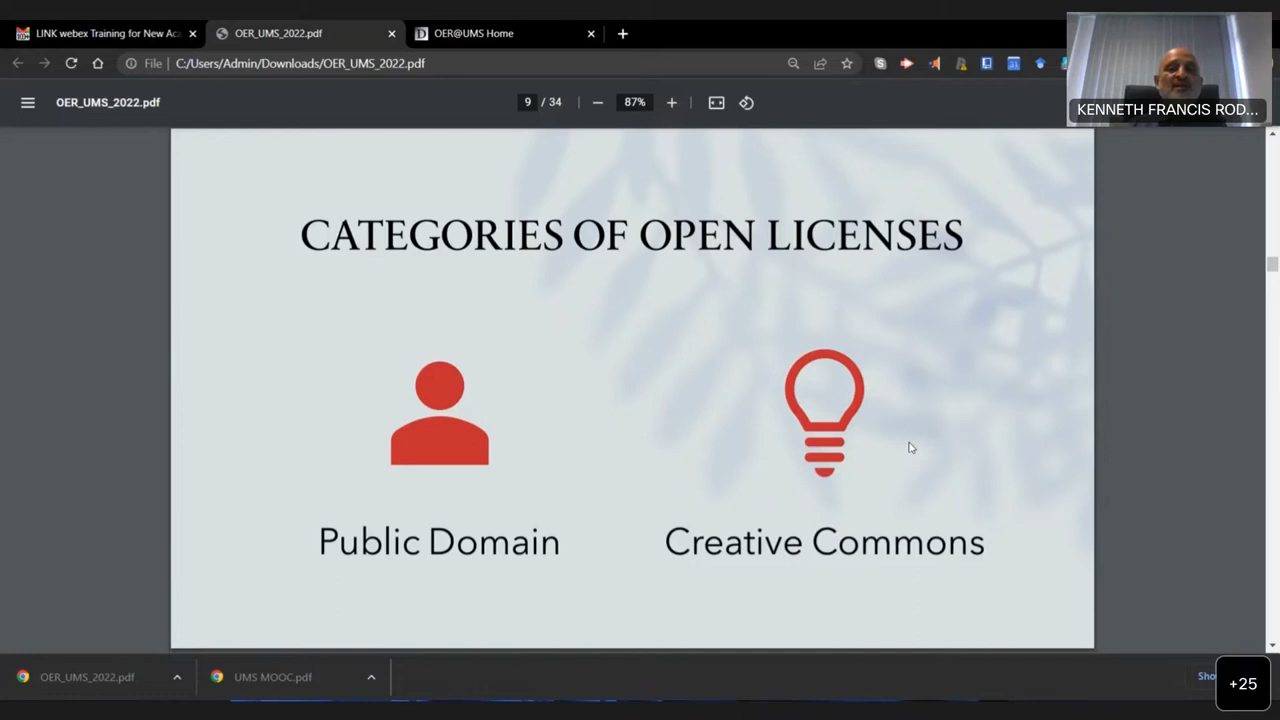 LINK webex Training for New Aca
OER_UMS_2022.pdf
OER@UMS Home
File
C:/Users/Admin/Downloads/OER_UMS_2022.pdf
OER_UMS_2022.pdf
9 / 34
87%
KENNETH FRANCIS ROD...
CATEGORIES OF OPEN LICENSES
Public Domain
Creative Commons
OER_UMS_2022.pdf
UMS MOOC.pdf
Sho
+25